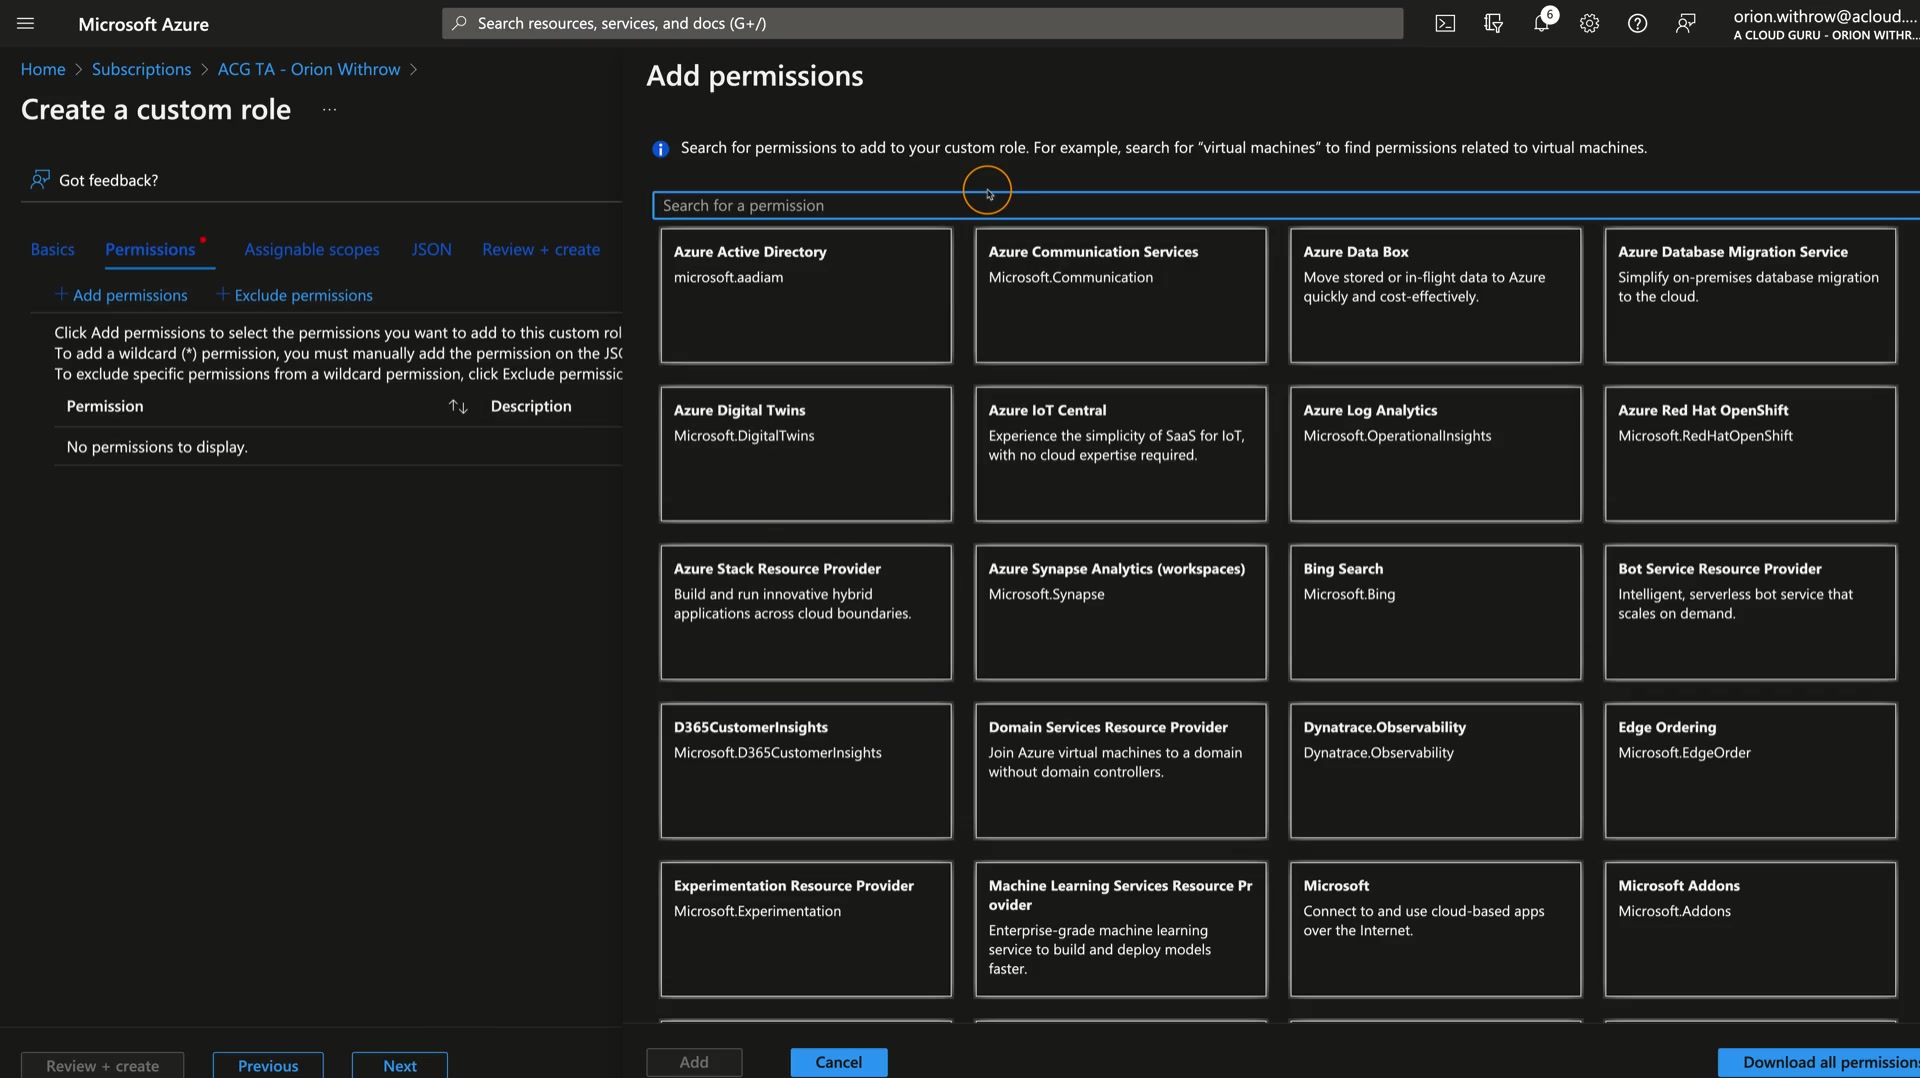 Microsoft Azure
Search resources, services, and docs (G+/)
6
orion.withrow@acloud....
A CLOUD GURU - ORION WITHR...
Home > Subscriptions > ACG TA - Orion Withrow >
Create a custom role ...
Got feedback?
Basics Permissions Assignable scopes JSON Review + create
+ Add permissions + Exclude permissions
Click Add permissions to select the permissions you want to add to this custom rol
To add a wildcard (*) permission, you must manually add the permission on the JSO
To exclude specific permissions from a wildcard permission, click Exclude permissio
Permission ↑↓ Description
No permissions to display.
Review + create Previous Next
Add permissions
Search for permissions to add to your custom role. For example, search for “virtual machines” to find permissions related to virtual machines.
Search for a permission
Azure Active Directory
microsoft.aadiam
Azure Communication Services
Microsoft.Communication
Azure Data Box
Move stored or in-flight data to Azure
quickly and cost-effectively.
Azure Database Migration Service
Simplify on-premises database migration
to the cloud.
Azure Digital Twins
Microsoft.DigitalTwins
Azure IoT Central
Experience the simplicity of SaaS for IoT,
with no cloud expertise required.
Azure Log Analytics
Microsoft.OperationalInsights
Azure Red Hat OpenShift
Microsoft.RedHatOpenShift
Azure Stack Resource Provider
Build and run innovative hybrid
applications across cloud boundaries.
Azure Synapse Analytics (workspaces)
Microsoft.Synapse
Bing Search
Microsoft.Bing
Bot Service Resource Provider
Intelligent, serverless bot service that
scales on demand.
D365CustomerInsights
Microsoft.D365CustomerInsights
Domain Services Resource Provider
Join Azure virtual machines to a domain
without domain controllers.
Dynatrace.Observability
Dynatrace.Observability
Edge Ordering
Microsoft.EdgeOrder
Experimentation Resource Provider
Microsoft.Experimentation
Machine Learning Services Resource Pr
ovider
Enterprise-grade machine learning
service to build and deploy models
faster.
Microsoft
Connect to and use cloud-based apps
over the Internet.
Microsoft Addons
Microsoft.Addons
Add Cancel Download all permissions